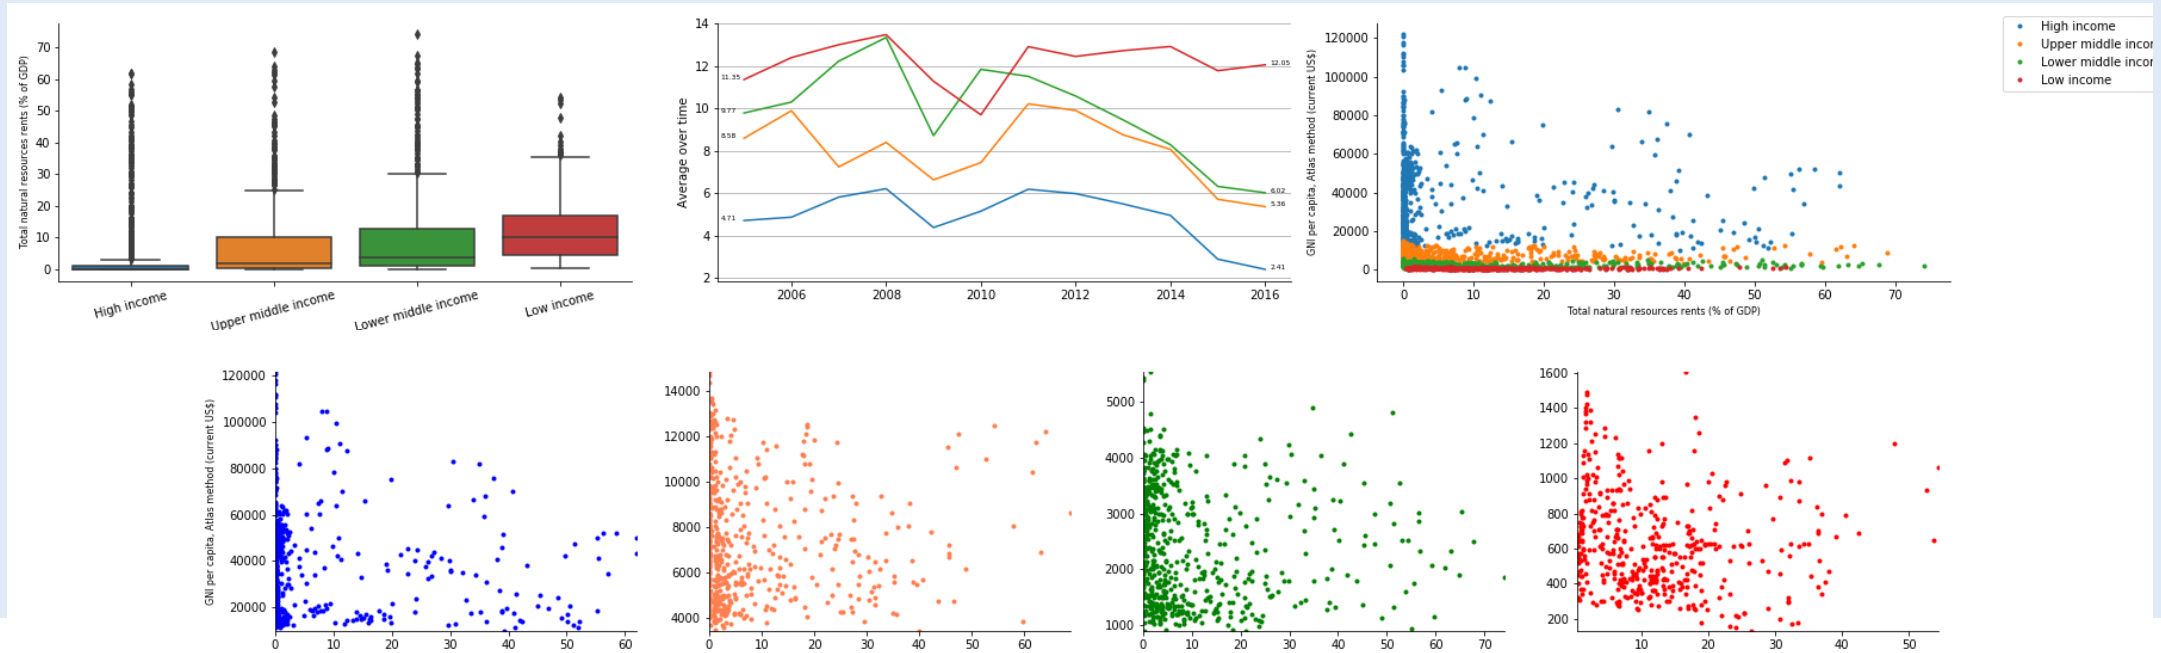 Total natural resources rents (% of GDP)
70
60
50
40
30
20
10
0
High income
Upper middle income
Lower middle income
Low income
Average over time
14
12
10
8
6
4
2
11.35
9.77
8.58
4.71
12.05
6.02
5.36
2.41
2006 2008 2010 2012 2014 2016
GNI per capita, Atlas method (current US$)
120000
100000
80000
60000
40000
20000
0
0 10 20 30 40 50 60 70
Total natural resources rents (% of GDP)
High income
Upper middle incor
Lower middle incor
Low income
GNI per capita, Atlas method (current US$)
120000
100000
80000
60000
40000
20000
0 10 20 30 40 50 60
14000
12000
10000
8000
6000
4000
0 10 20 30 40 50 60
5000
4000
3000
2000
1000
0 10 20 30 40 50 60 70
1600
1400
1200
1000
800
600
400
200
10 20 30 40 50